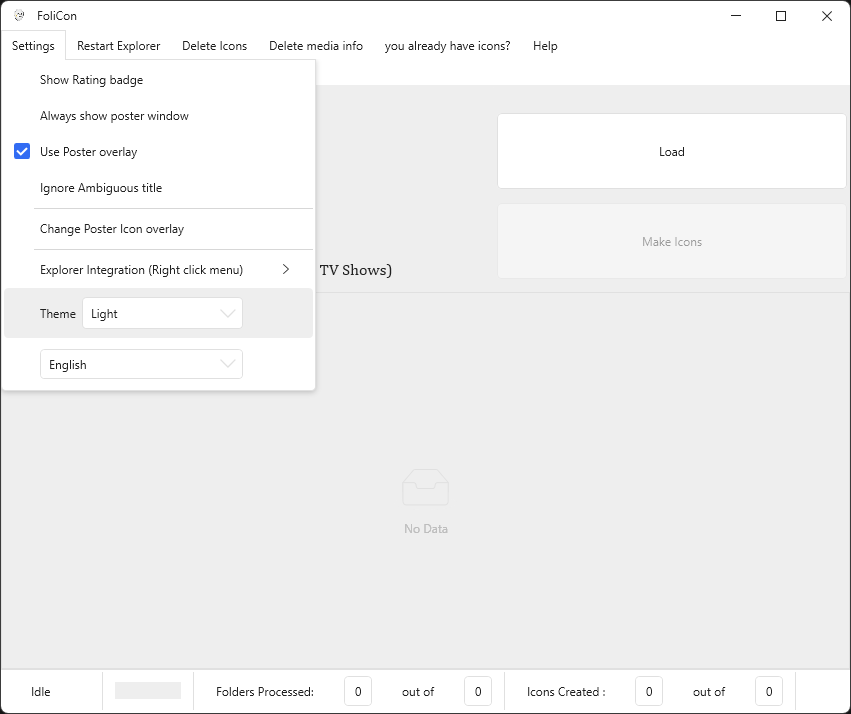 FoliCon
Settings Restart Explorer Delete Icons Delete media info you already have icons? Help
Show Rating badge
Always show poster window
Use Poster overlay
Ignore Ambiguous title
Change Poster Icon overlay
Explorer Integration (Right click menu)
Theme Light
English
Load
Make Icons
TV Shows)
No Data
Idle Folders Processed: 0 out of 0 Icons Created : 0 out of 0